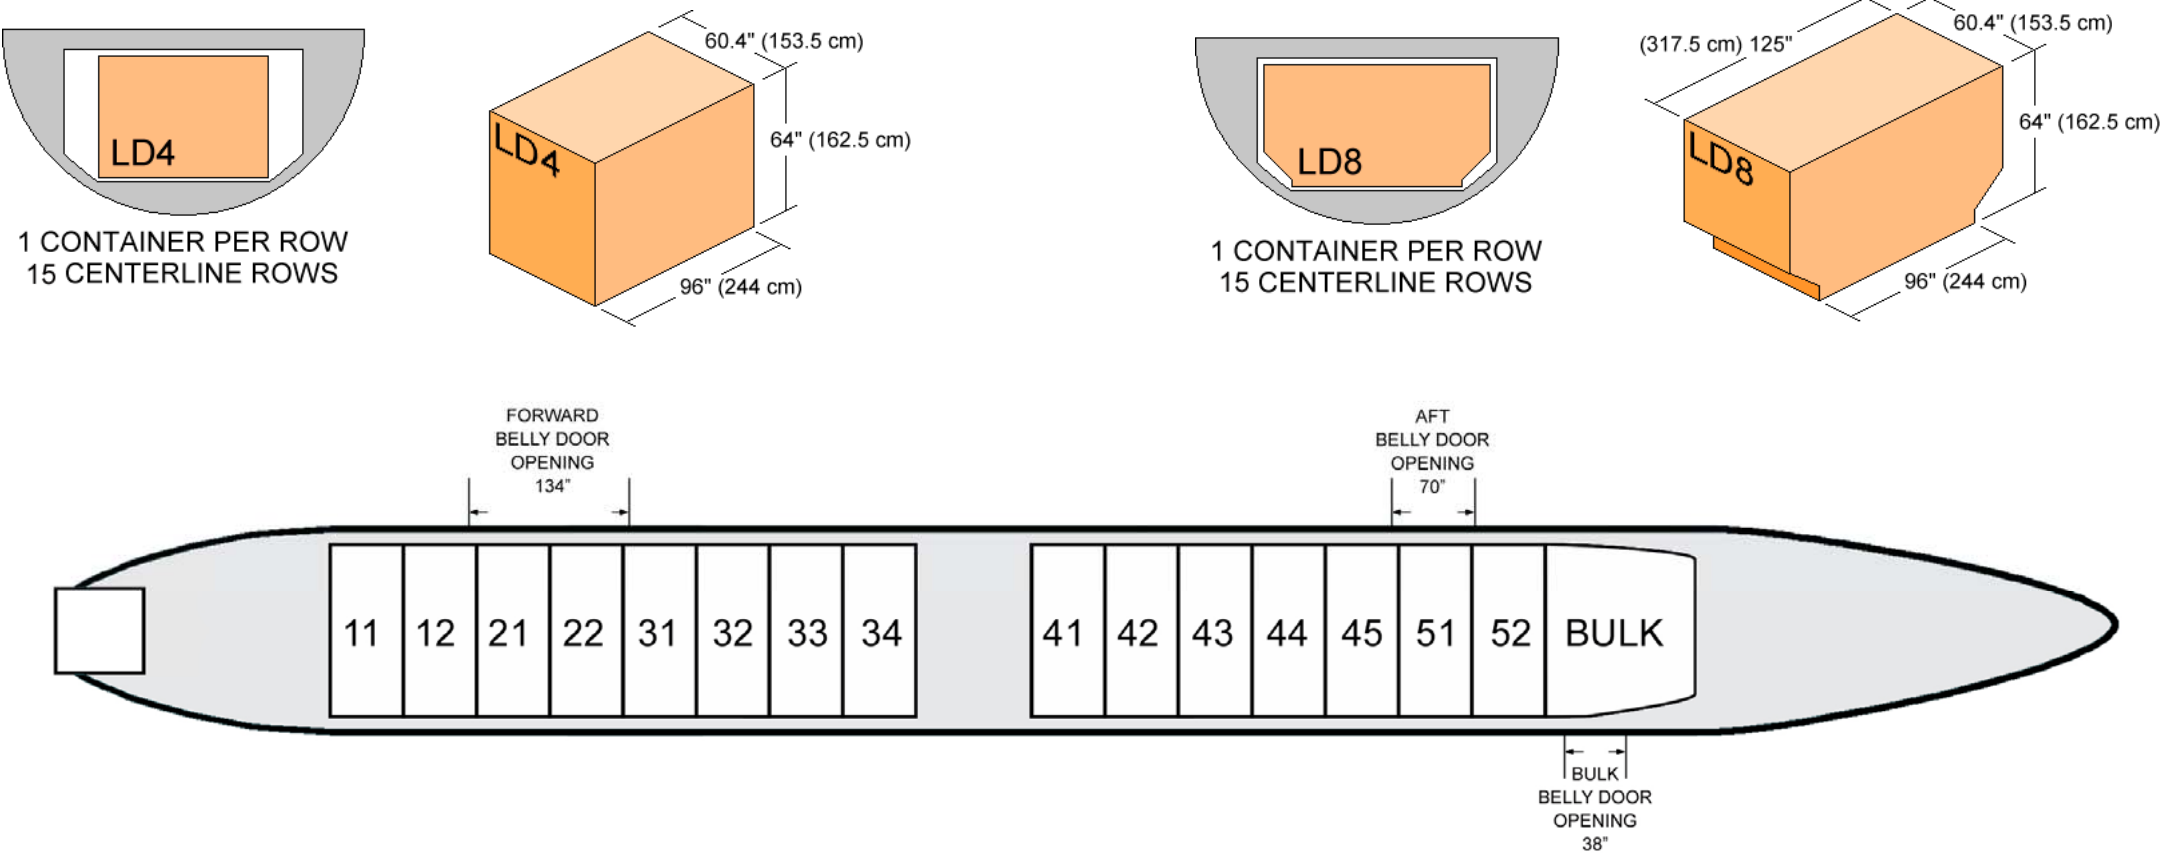 60.4" (153.5 cm)
LD4
LD4
64" (162.5 cm)
96" (244 cm)
1 CONTAINER PER ROW
15 CENTERLINE ROWS
(317.5 cm) 125"
60.4" (153.5 cm)
LD8
LD8
64" (162.5 cm)
96" (244 cm)
1 CONTAINER PER ROW
15 CENTERLINE ROWS
FORWARD
BELLY DOOR
OPENING
134"
AFT
BELLY DOOR
OPENING
70"
11 12 21 22 31 32 33 34 41 42 43 44 45 51 52 BULK
BULK
BELLY DOOR
OPENING
38"